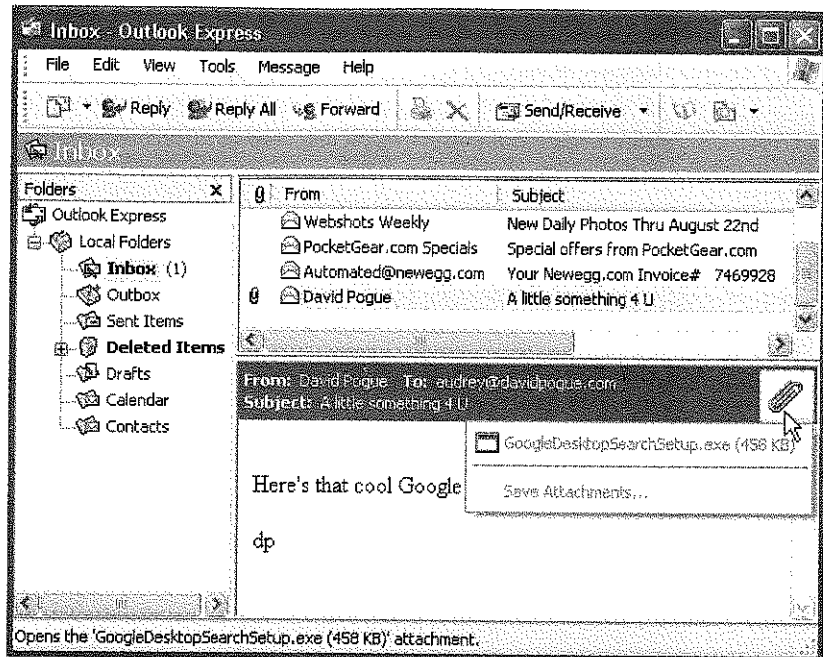 Inbox - Outlook Express
File Edit View Tools Message Help
Reply Reply All Forward Send/Receive
Inbox
Folders x
Outlook Express
Local Folders
Inbox (1)
Outbox
Sent Items
Deleted Items
Drafts
Calendar
Contacts
From Subject
Webshots Weekly New Daily Photos Thru August 22nd
PocketGear.com Specials Special offers from PocketGear.com
Automated@newegg.com Your Newegg.com Invoice# 7469928
David Pogue A little something 4 U
From: David Pogue To: audrey@davidpogue.com
Subject: A little something 4 U
GoogleDesktopSearchSetup.exe (458 KB)
Save Attachments...
Here's that cool Google
dp
Opens the 'GoogleDesktopSearchSetup.exe (458 KB)' attachment.